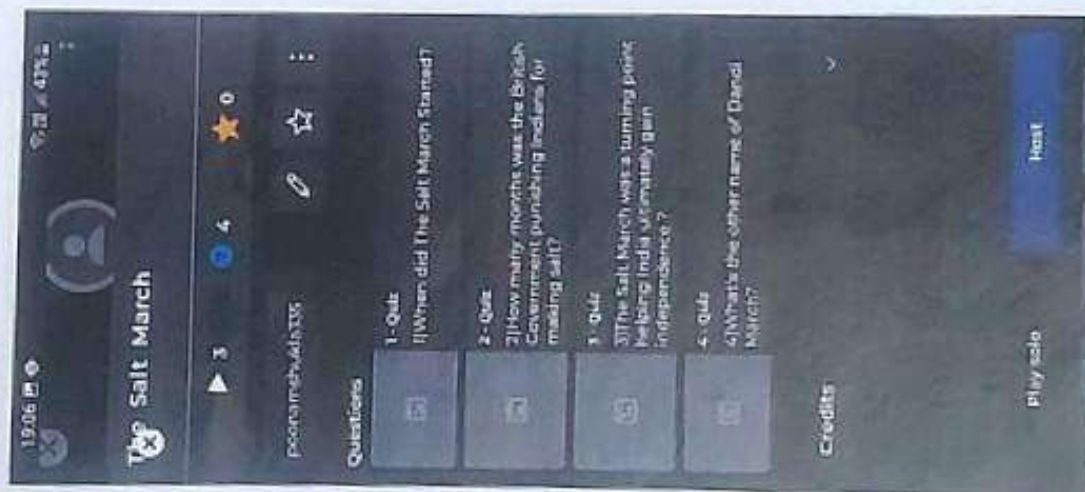 19:06
43%
The Salt March
3
4
0
poonamshukla335
Questions
1 - Quiz
1)When did The Salt March Started?
2 - Quiz
2)How many months was the British
Government punishing Indians for
making salt?
3 - Quiz
3)The Salt March was a turning point
helping India ultimately gain
independence ?
4 - Quiz
4)What's the other name of Dandi
March?
Credits
Play solo
Host